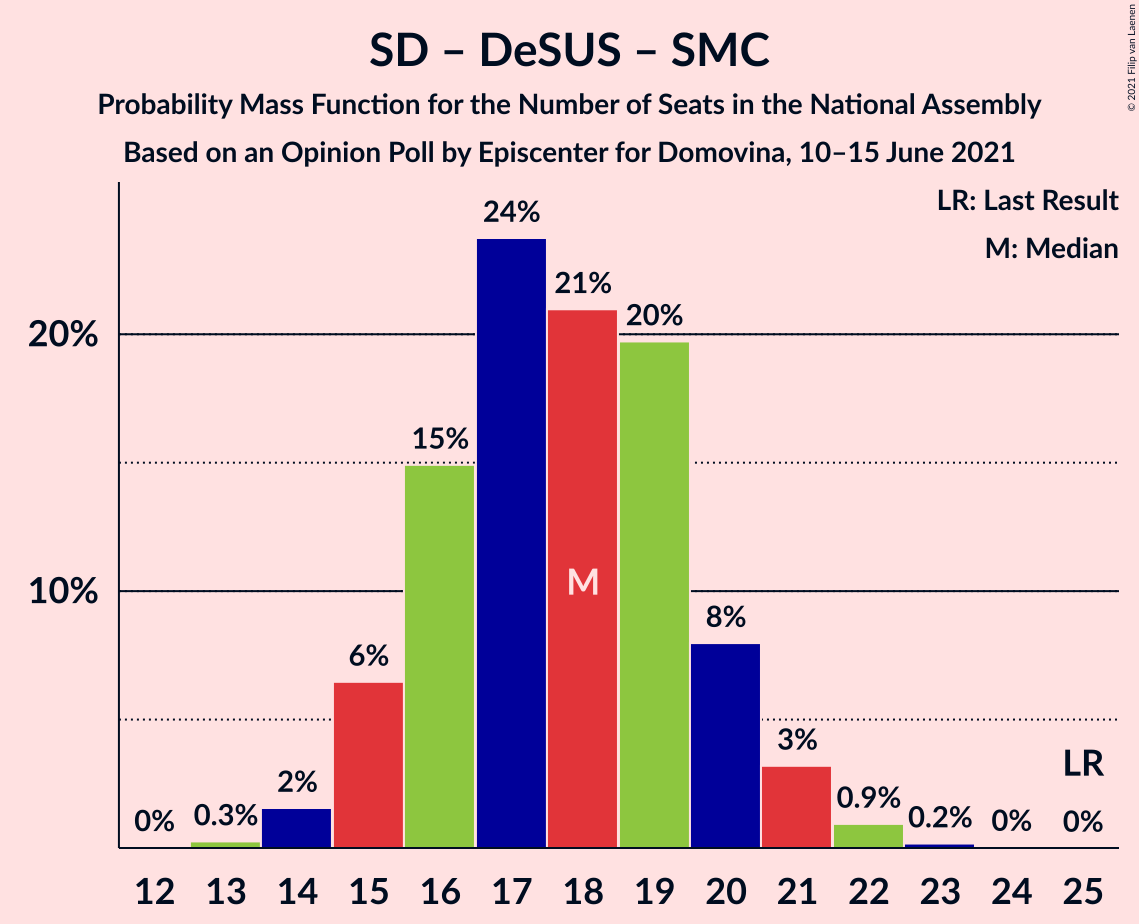 SD – DeSUS – SMC
Probability Mass Function for the Number of Seats in the National Assembly
Based on an Opinion Poll by Episcenter for Domovina, 10–15 June 2021
© 2021 Filip van Laenen
LR: Last Result
M: Median
24%
21%
20%
20%
15%
M
10%
8%
6%
3%
LR
2%
0.9%
0%
0.3%
0.2%
0%
0%
12 13 14 15 16 17 18 19 20 21 22 23 24 25